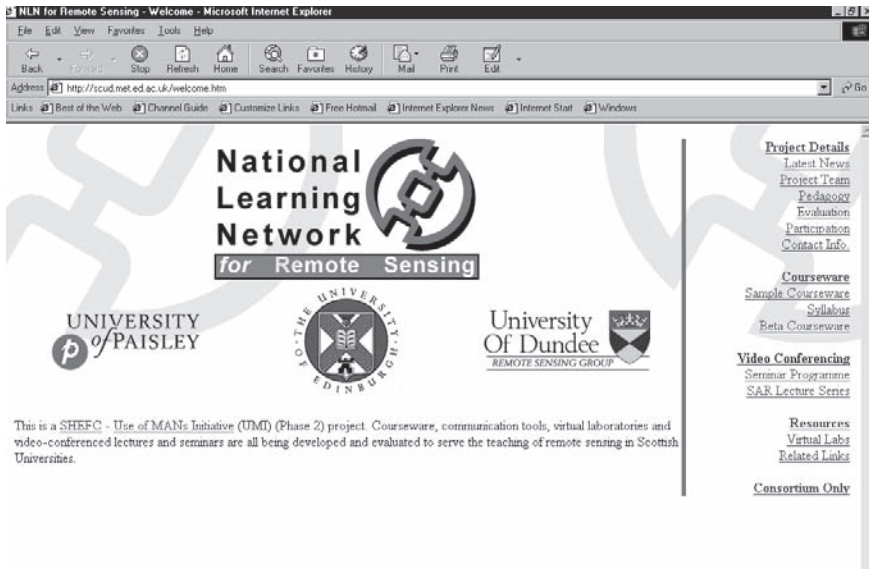 NLN for Remote Sensing - Welcome - Microsoft Internet Explorer
File Edit View Favorites Tools Help
Back Forward Stop Refresh Home Search Favorites History Mail Print Edit
Address http://scud.met.ed.ac.uk/welcome.htm Go
Links Best of the Web Channel Guide Customize Links Free Hotmail Internet Explorer News Internet Start Windows
National
Learning
Network
for Remote Sensing
UNIVERSITY
of PAISLEY
p
·THE·UNIVERSITY·
OF·EDINBURGH
University
Of Dundee
REMOTE SENSING GROUP
This is a SHEFC - Use of MANs Initiative (UMI) (Phase 2) project. Courseware, communication tools, virtual laboratories and
video-conferenced lectures and seminars are all being developed and evaluated to serve the teaching of remote sensing in Scottish
Universities.
Project Details
Latest News
Project Team
Pedagogy
Evaluation
Participation
Contact Info.
Courseware
Sample Courseware
Syllabus
Beta Courseware
Video Conferencing
Seminar Programme
SAR Lecture Series
Resources
Virtual Labs
Related Links
Consortium Only